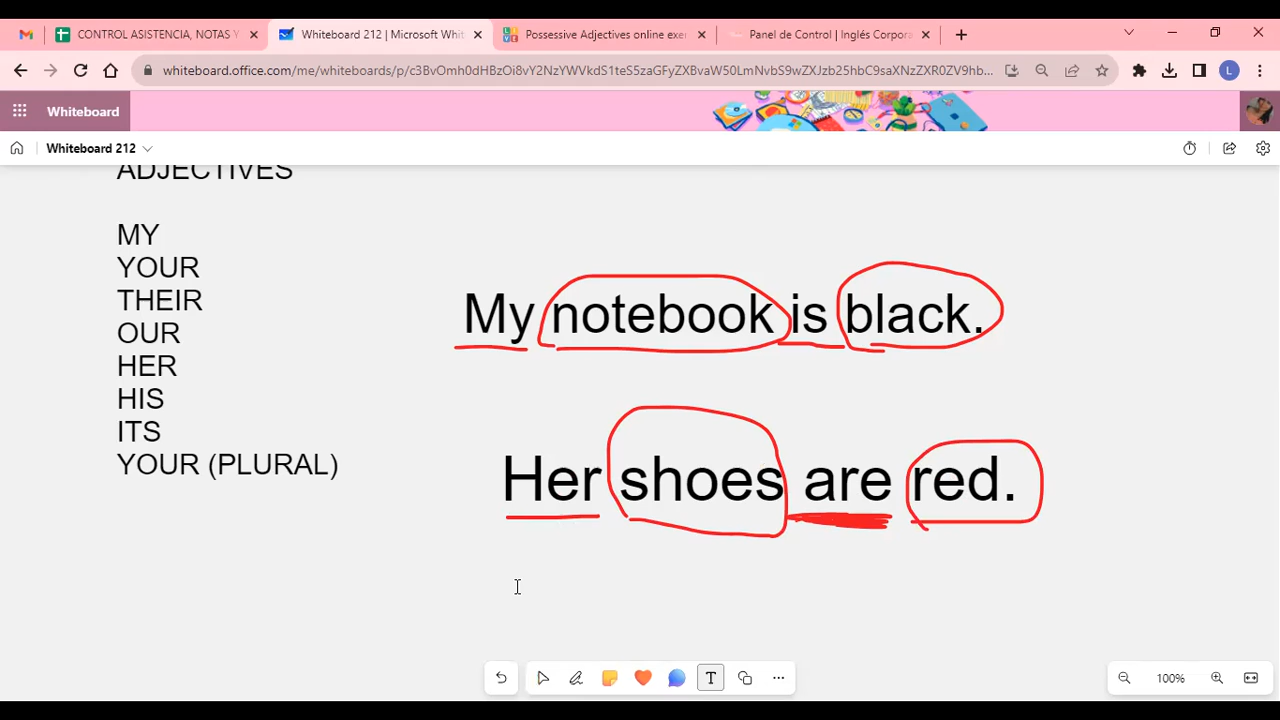 CONTROL ASISTENCIA, NOTAS Y
Whiteboard 212 | Microsoft Whit
Possessive Adjectives online exer
Panel de Control | Inglés Corpora
whiteboard.office.com/me/whiteboards/p/c3BvOmh0dHBzOi8vY2NzYWVkdS1teS5zaGFyZXBvaW50LmNvbS9wZXJzb25hbC9saXNzZXR0ZV9hb...
L
Whiteboard
Whiteboard 212
ADJECTIVES
MY
YOUR
THEIR
OUR
HER
HIS
ITS
YOUR (PLURAL)
My notebook is black.
Her shoes are red.
T
100%